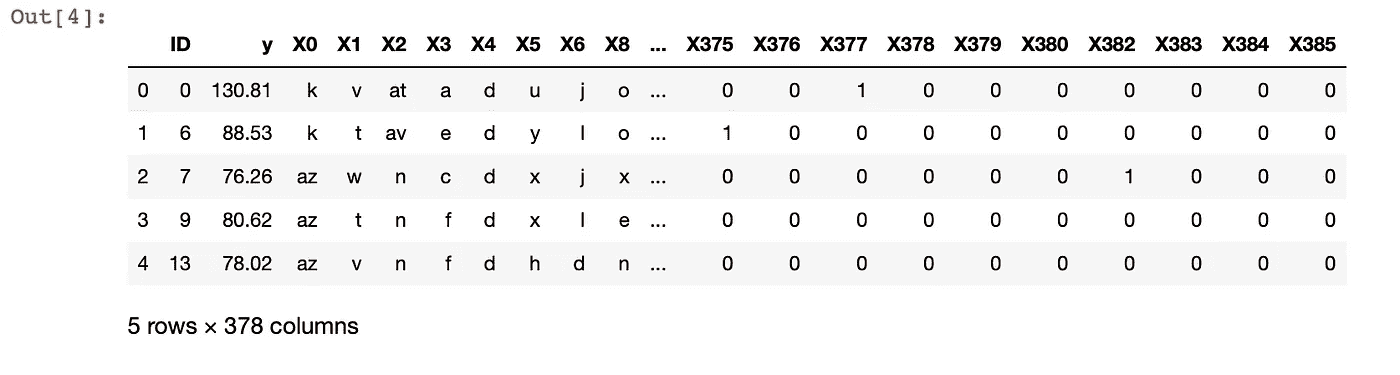 Out[4]:
ID y X0 X1 X2 X3 X4 X5 X6 X8 ... X375 X376 X377 X378 X379 X380 X382 X383 X384 X385
0 0 130.81 k v at a d u j o ... 0 0 1 0 0 0 0 0 0 0
1 6 88.53 k t av e d y l o ... 1 0 0 0 0 0 0 0 0 0
2 7 76.26 az w n c d x j x ... 0 0 0 0 0 0 1 0 0 0
3 9 80.62 az t n f d x l e ... 0 0 0 0 0 0 0 0 0 0
4 13 78.02 az v n f d h d n ... 0 0 0 0 0 0 0 0 0 0
5 rows × 378 columns